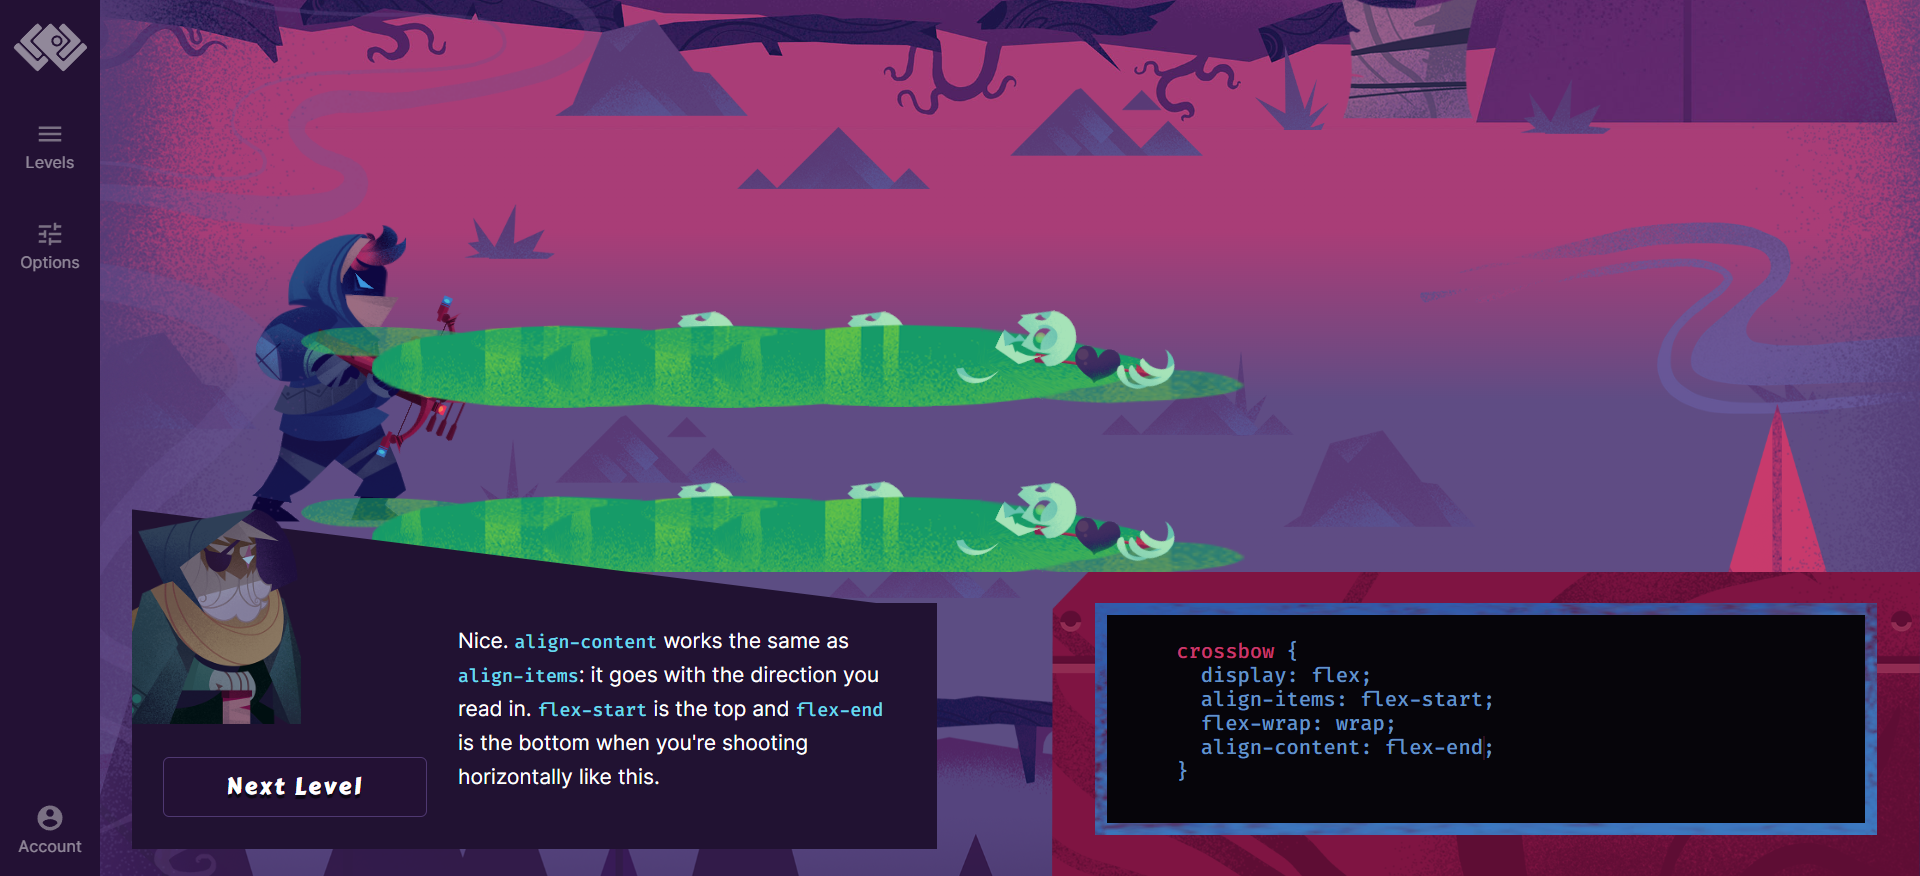 Levels
Options
Account
Nice. align-content works the same as
align-items: it goes with the direction you
read in. flex-start is the top and flex-end
is the bottom when you're shooting
horizontally like this.
Next Level
crossbow {
display: flex;
align-items: flex-start;
flex-wrap: wrap;
align-content: flex-end;
}